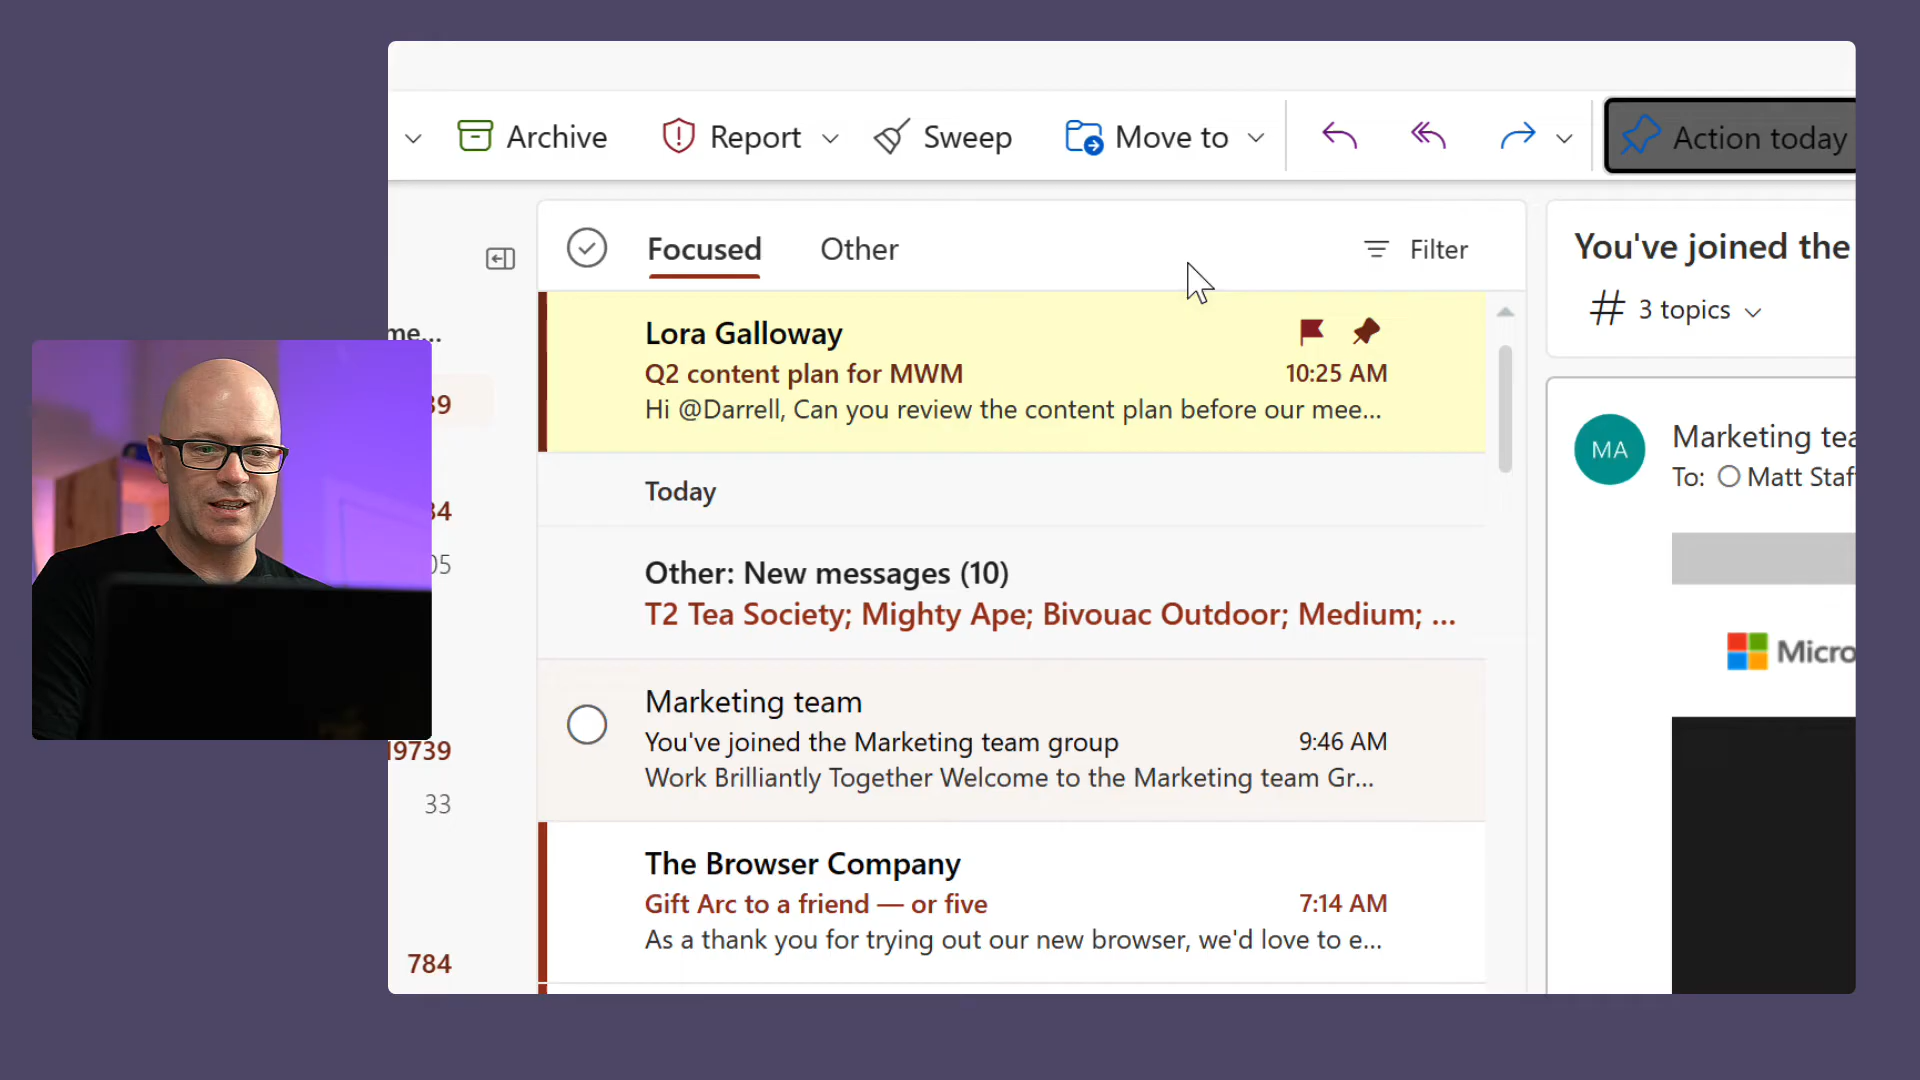 Archive
Report
Sweep
Move to
Action today
Focused
Other
Filter
You've joined the
3 topics
me...
39
34
05
19739
33
784
Lora Galloway
Q2 content plan for MWM
10:25 AM
Hi @Darrell, Can you review the content plan before our mee...
Today
Other: New messages (10)
T2 Tea Society; Mighty Ape; Bivouac Outdoor; Medium; ...
Marketing team
You've joined the Marketing team group
9:46 AM
Work Brilliantly Together Welcome to the Marketing team Gr...
The Browser Company
Gift Arc to a friend — or five
7:14 AM
As a thank you for trying out our new browser, we'd love to e...
MA
Marketing tea
To: Matt Staf
Micro